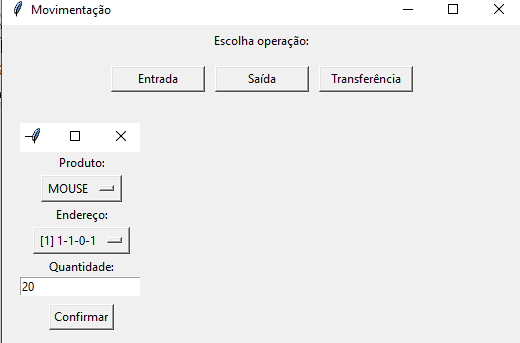 Movimentação
Escolha operação:
Entrada Saída Transferência
Produto:
MOUSE
Endereço:
[1] 1-1-0-1
Quantidade:
20
Confirmar